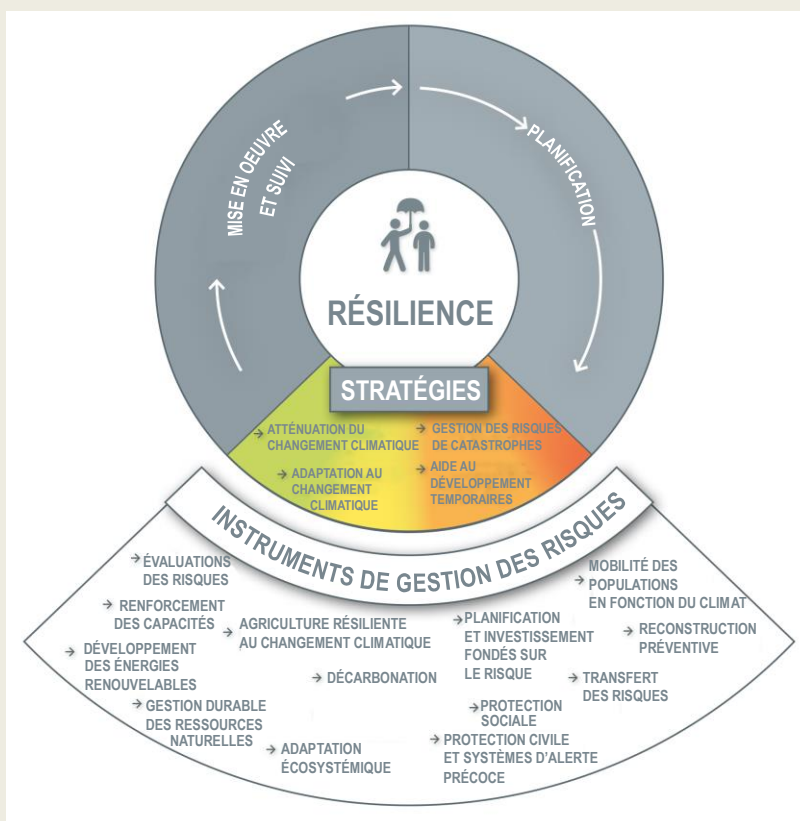 MISE EN OEUVRE
ET SUIVI
PLANIFICATION
RÉSILIENCE
STRATÉGIES
→ ATTÉNUATION DU
CHANGEMENT CLIMATIQUE
→ ADAPTATION AU
CHANGEMENT
CLIMATIQUE
→ GESTION DES RISQUES
DE CATASTROPHES
→ AIDE AU
DÉVELOPPEMENT
TEMPORAIRES
INSTRUMENTS DE GESTION DES RISQUES
→ ÉVALUATIONS
DES RISQUES
→ RENFORCEMENT
DES CAPACITÉS
→ DÉVELOPPEMENT
DES ÉNERGIES
RENOUVELABLES
→ GESTION DURABLE
DES RESSOURCES
NATURELLES
→ AGRICULTURE RÉSILIENTE
AU CHANGEMENT CLIMATIQUE
→ DÉCARBONATION
→ ADAPTATION
ÉCOSYSTÉMIQUE
→ PLANIFICATION
ET INVESTISSEMENT
FONDÉS SUR
LE RISQUE
→ PROTECTION
SOCIALE
→ PROTECTION CIVILE
ET SYSTÈMES D’ALERTE
PRÉCOCE
→ MOBILITÉ DES
POPULATIONS
EN FONCTION DU CLIMAT
→ RECONSTRUCTION
PRÉVENTIVE
→ TRANSFERT
DES RISQUES